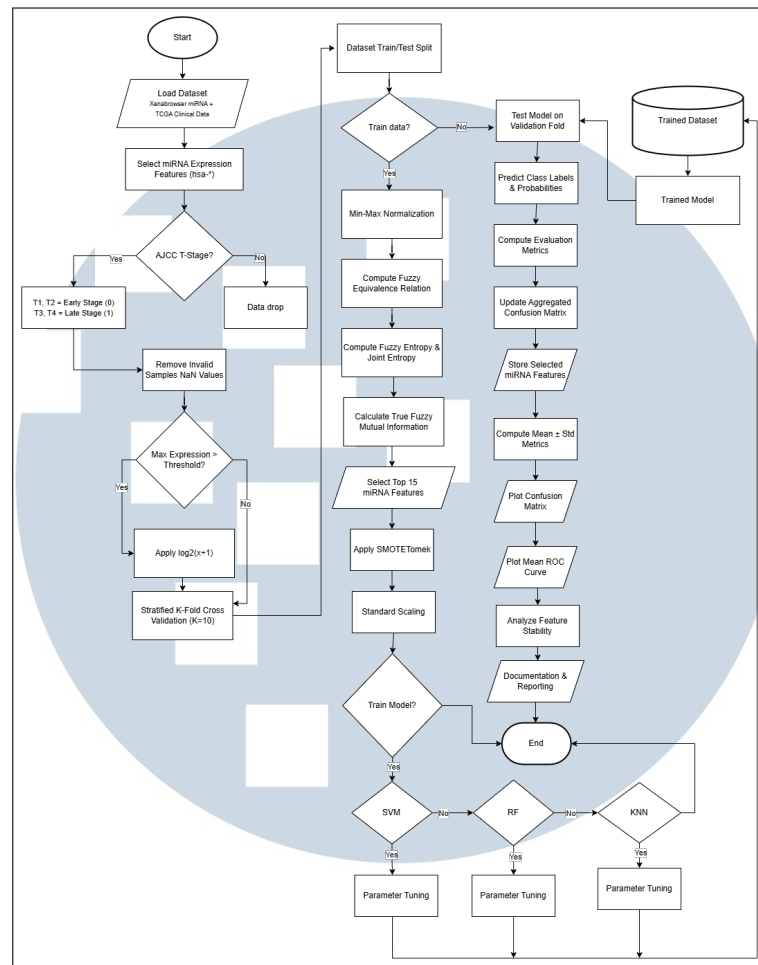 Start
Load Dataset
Xenabrowser miRNA +
TCGA Clinical Data
Select miRNA Expression
Features (hsa-*)
AJCC T-Stage?
Yes
No
T1, T2 = Early Stage (0)
T3, T4 = Late Stage (1)
Data drop
Remove Invalid
Samples NaN Values
Max Expression >
Threshold?
Yes
No
Apply log2(x+1)
Stratified K-Fold Cross
Validation (K=10)
Dataset Train/Test Split
Train data?
No
Yes
Min-Max Normalization
Compute Fuzzy
Equivalence Relation
Compute Fuzzy Entropy &
Joint Entropy
Calculate True Fuzzy
Mutual Information
Select Top 15
miRNA Features
Apply SMOTETomek
Standard Scaling
Train Model?
Yes
SVM
No
RF
No
KNN
Yes
Yes
Yes
Parameter Tuning
Parameter Tuning
Parameter Tuning
Trained Dataset
Trained Model
Test Model on
Validation Fold
Predict Class Labels
& Probabilities
Compute Evaluation
Metrics
Update Aggregated
Confusion Matrix
Store Selected
miRNA Features
Compute Mean ± Std
Metrics
Plot Confusion
Matrix
Plot Mean ROC
Curve
Analyze Feature
Stability
Documentation &
Reporting
End